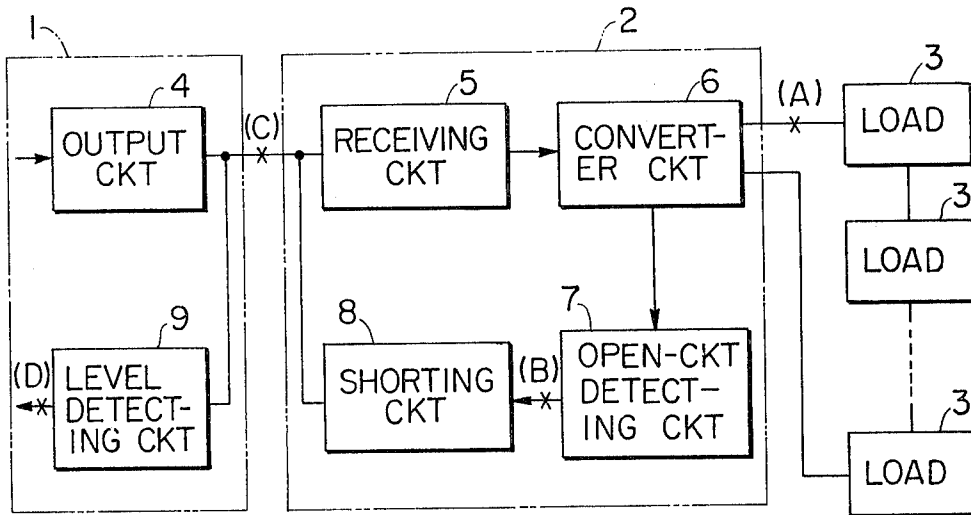 1
2
4
OUTPUT
CKT
(C)
5
RECEIVING
CKT
6
CONVERT-
ER CKT
(A)
3
LOAD
3
LOAD
9
(D)
LEVEL
DETECT-
ING CKT
8
SHORTING
CKT
(B)
7
OPEN-CKT
DETECT-
ING CKT
3
LOAD